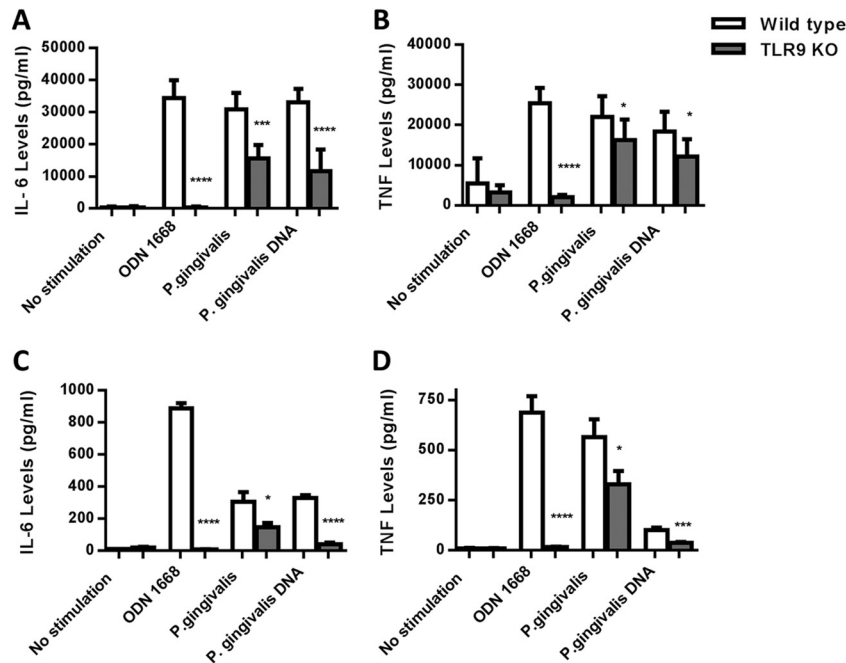 A
IL- 6 Levels (pg/ml)
50000
40000
30000
20000
10000
0
****
***
****
No stimulation
ODN 1668
P.gingivalis
P. gingivalis DNA
B
TNF Levels (pg/ml)
40000
30000
20000
10000
0
****
*
*
No stimulation
ODN 1668
P.gingivalis
P. gingivalis DNA
Wild type
TLR9 KO
C
IL-6 Levels (pg/ml)
1000
800
600
400
200
0
****
*
****
No stimulation
ODN 1668
P.gingivalis
P. gingivalis DNA
D
TNF Levels (pg/ml)
750
500
250
0
****
*
***
No stimulation
ODN 1668
P.gingivalis
P.gingivalis DNA